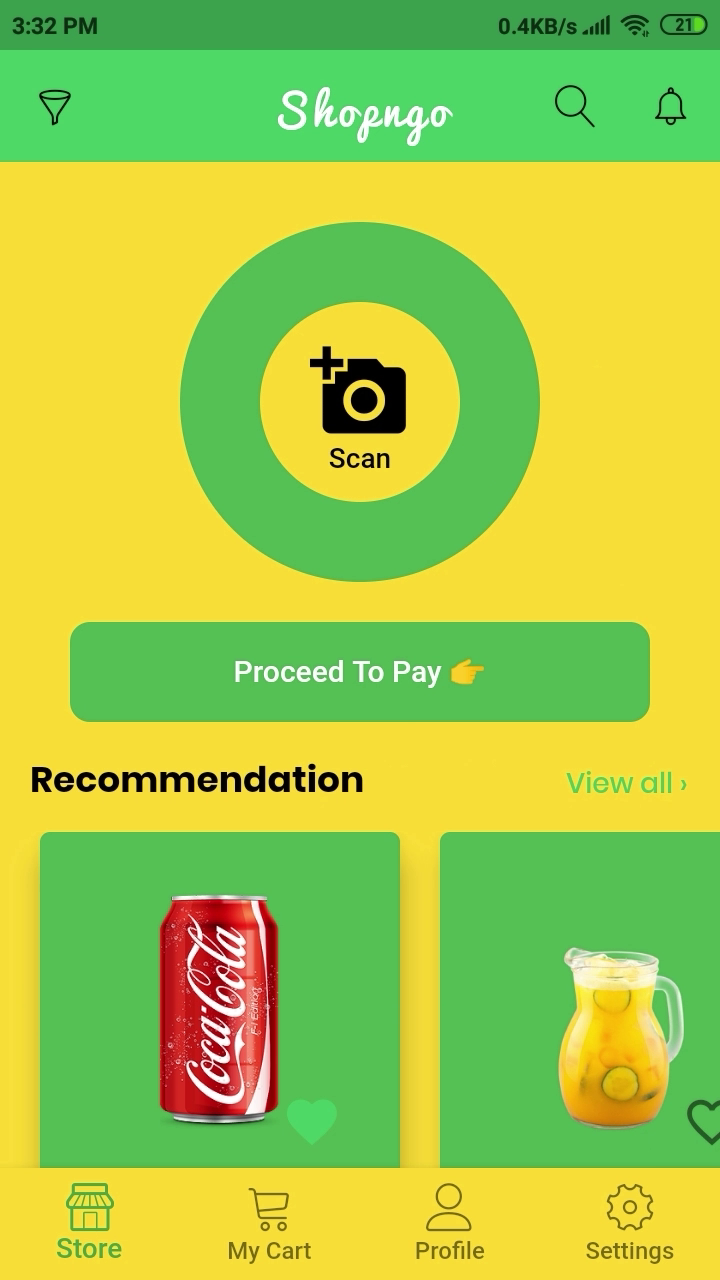 3:32 PM
0.4KB/s
21
Shopngo
Scan
Proceed To Pay 👉
Recommendation
View all ›
Coca-Cola
Store
My Cart
Profile
Settings